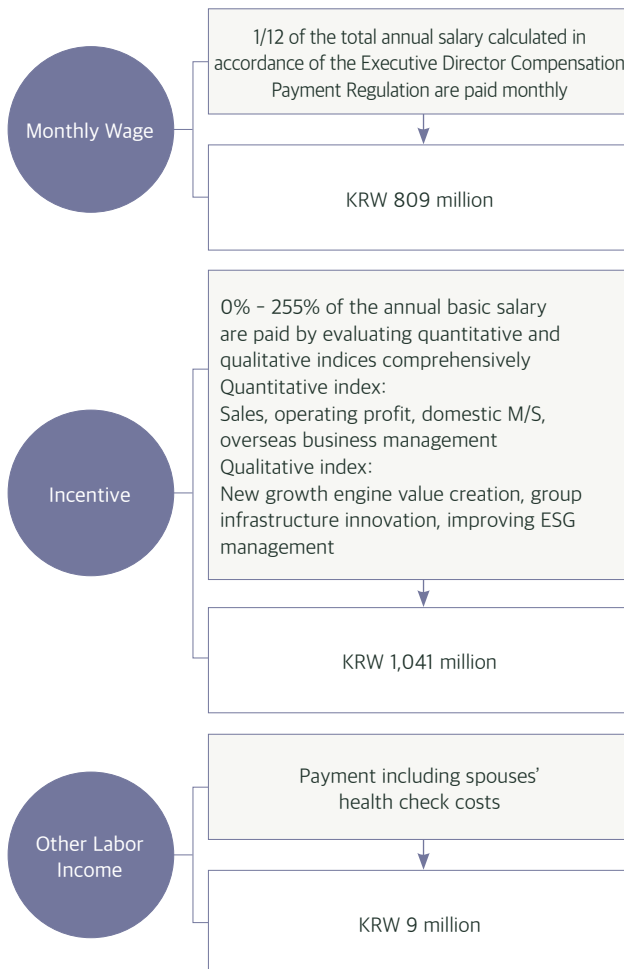 1/12 of the total annual salary calculated in
accordance of the Executive Director Compensation
Payment Regulation are paid monthly
Monthly Wage
KRW 809 million
0% - 255% of the annual basic salary
are paid by evaluating quantitative and
qualitative indices comprehensively
Quantitative index:
Sales, operating profit, domestic M/S,
overseas business management
Qualitative index:
New growth engine value creation, group
infrastructure innovation, improving ESG
management
Incentive
KRW 1,041 million
Payment including spouses’
health check costs
Other Labor
Income
KRW 9 million